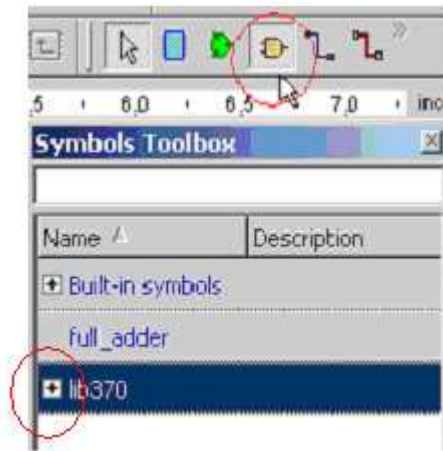 ,5 6,0 6,5 7,0 inc
Symbols Toolbox
Name Description
Built-in symbols
full_adder
lib370